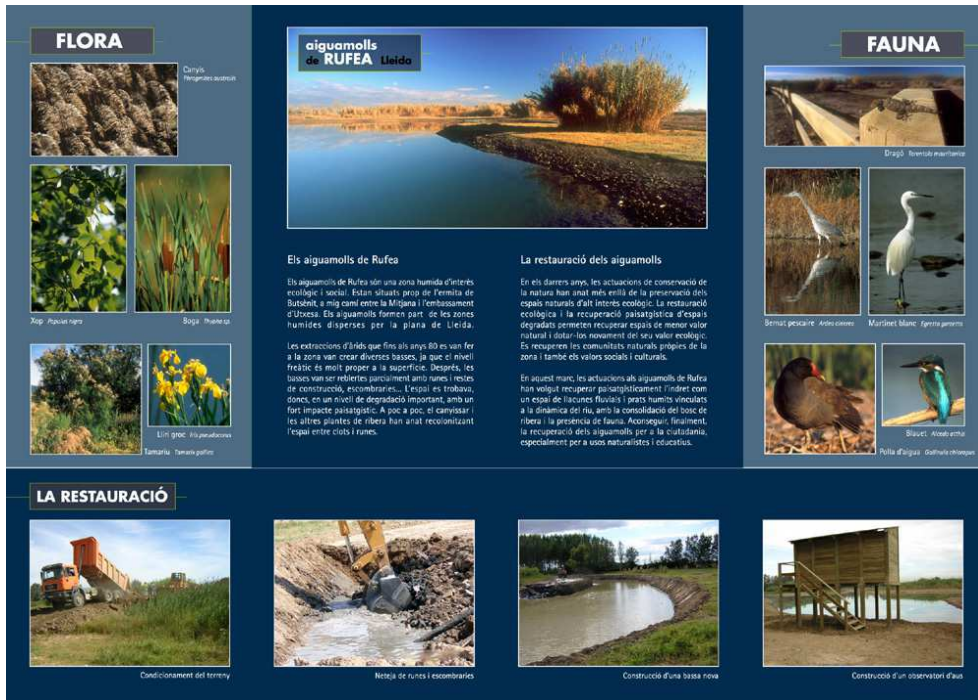 FLORA
Canyís
Phragmites australis
Xop Populus nigra
Boga Thypha sp.
Lliri groc Iris pseudacorus
Tamariu Tamarix gallica
aiguamolls
de RUFEA Lleida
Els aiguamolls de Rufea
Els aiguamolls de Rufea són una zona humida d'interès
ecològic i social. Estan situats prop de l'ermita de
Butsènit, a mig camí entre la Mitjana i l'embassament
d'Utxesa. Els aiguamolls formen part de les zones
humides disperses per la plana de Lleida.
Les extraccions d'àrids que fins als anys 80 es van fer
a la zona van crear diverses basses, ja que el nivell
freàtic és molt proper a la superfície. Després, les
basses van ser reblertes parcialment amb runes i restes
de construcció, escombraries... L'espai es trobava,
doncs, en un nivell de degradació important, amb un
fort impacte paisatgístic. A poc a poc, el canyissar i
les altres plantes de ribera han anat recolonitzant
l'espai entre clots i runes.
La restauració dels aiguamolls
En els darrers anys, les actuacions de conservació de
la natura han anat més enllà de la preservació dels
espais naturals d'alt interès ecològic. La restauració
ecològica i la recuperació paisatgística d'espais
degradats permeten recuperar espais de menor valor
natural i dotar-los novament del seu valor ecològic.
Es recuperen les comunitats naturals pròpies de la
zona i també els valors socials i culturals.
En aquest marc, les actuacions als aiguamolls de Rufea
han volgut recuperar paisatgísticament l'indret com
un espai de llacunes fluvials i prats humits vinculats
a la dinàmica del riu, amb la consolidació del bosc de
ribera i la presència de fauna. Aconseguir, finalment,
la recuperació dels aiguamolls per a la ciutadania,
especialment per a usos naturalistes i educatius.
FAUNA
Dragó Tarentola mauritanica
Bernat pescaire Ardea cinerea
Martinet blanc Egretta garzetta
Blauet Alcedo atthis
Polla d'aigua Gallinula chloropus
LA RESTAURACIÓ
Condicionament del terreny
Neteja de runes i escombraries
Construcció d'una bassa nova
Construcció d'un observatori d'aus